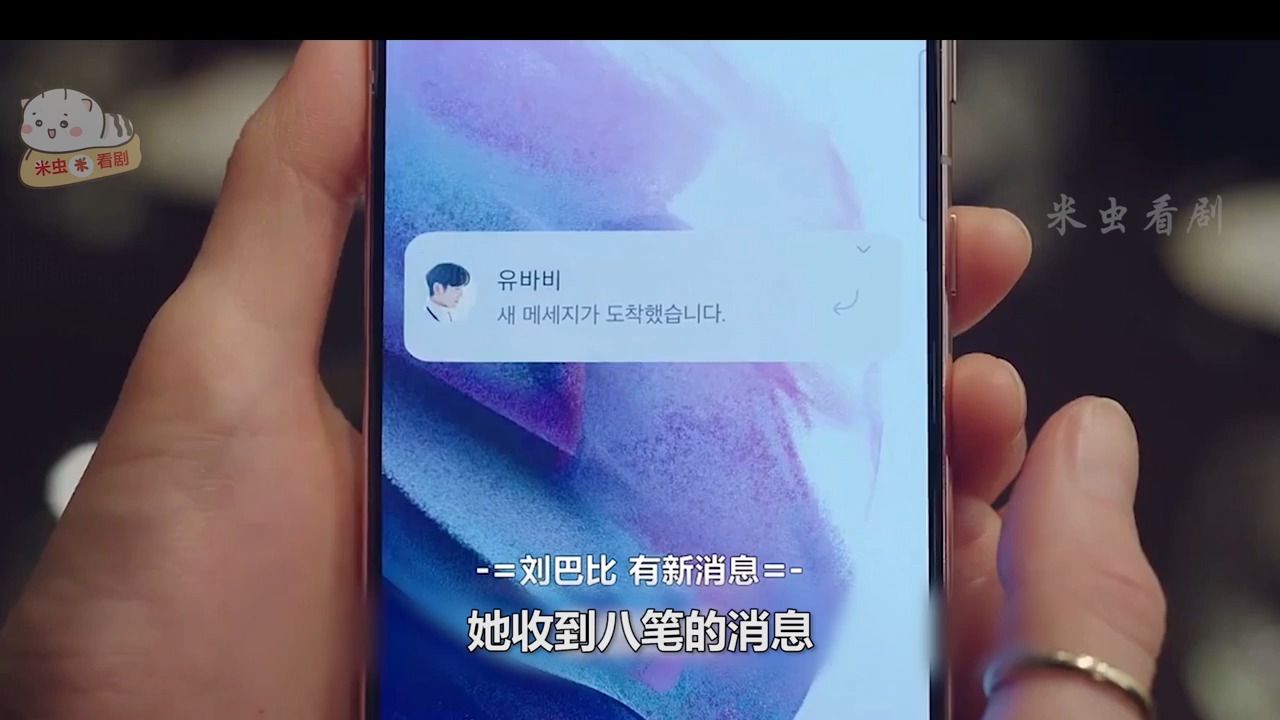 米虫 米 看剧
米虫看剧
유바비
새 메세지가 도착했습니다.
-=刘巴比 有新消息=-
她收到八笔的消息